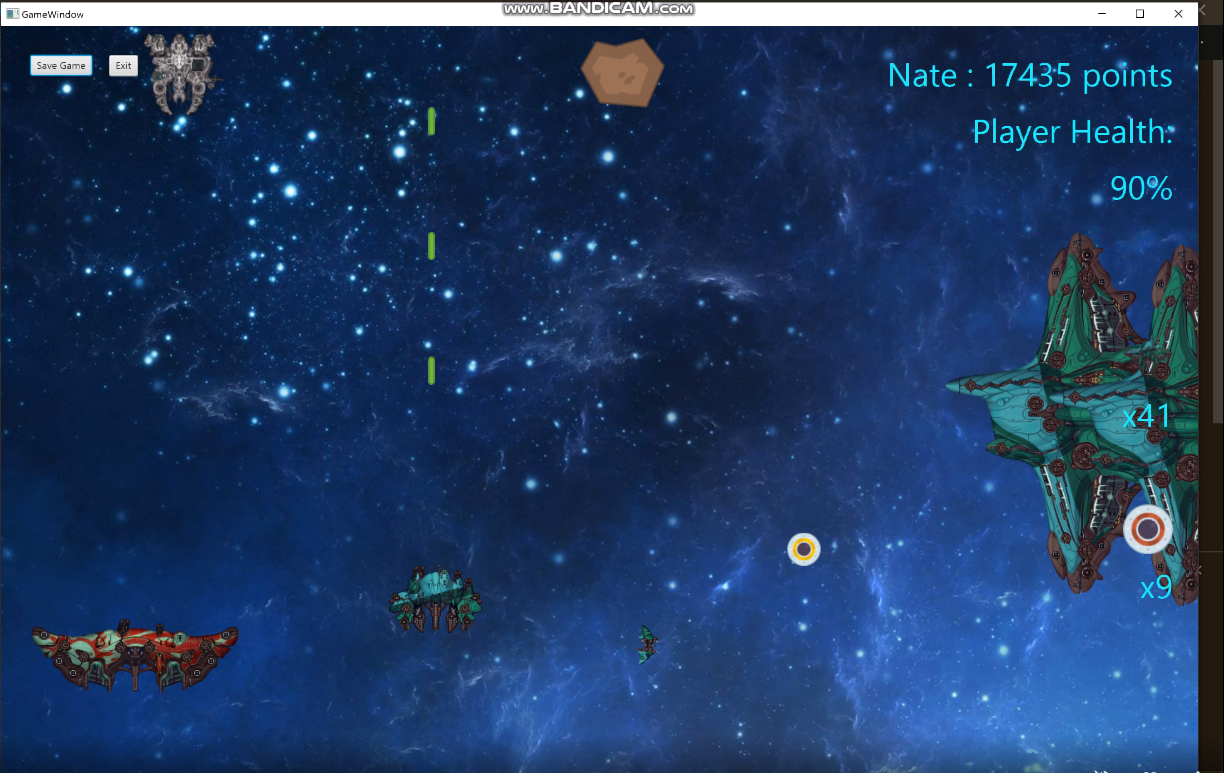 GameWindow
www.BANDICAM.com
Save Game
Exit
Nate : 17435 points
Player Health:
90%
x41
x9